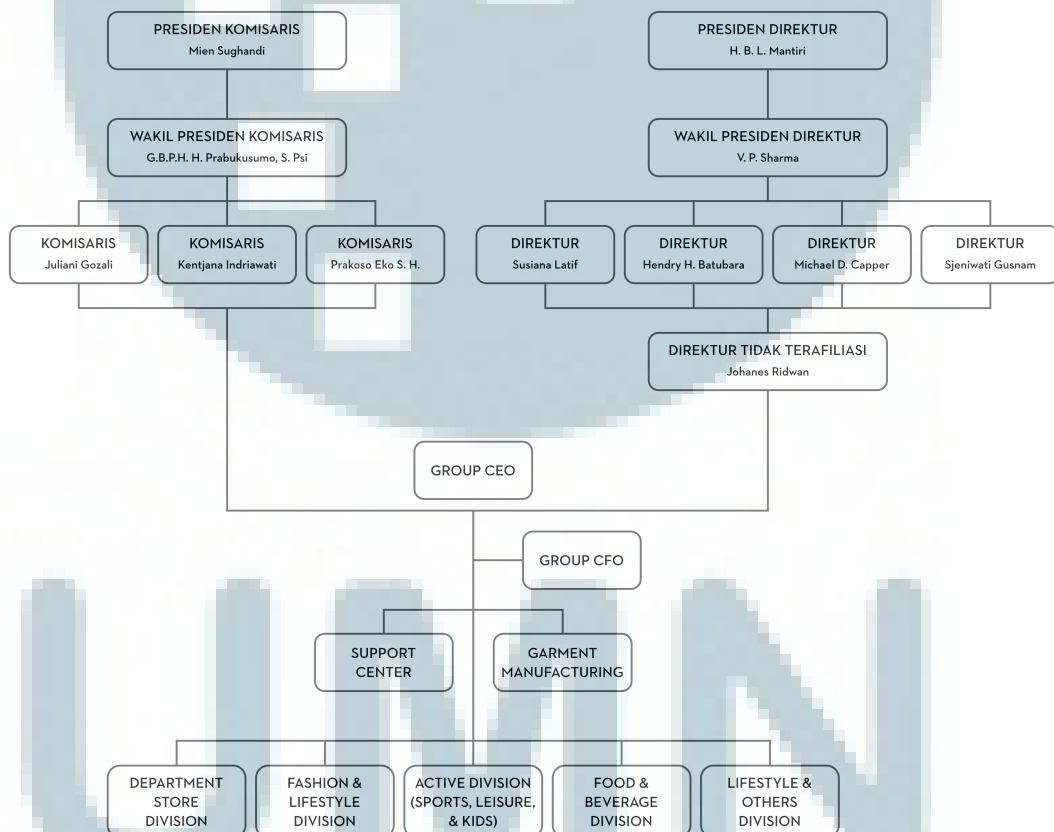 PRESIDEN KOMISARIS
Mien Sughandi
PRESIDEN DIREKTUR
H. B. L. Mantiri
WAKIL PRESIDEN KOMISARIS
G.B.P.H. H. Prabukusumo, S. Psi
WAKIL PRESIDEN DIREKTUR
V. P. Sharma
KOMISARIS
Juliani Gozali
KOMISARIS
Kentjana Indriawati
KOMISARIS
Prakoso Eko S. H.
DIREKTUR
Susiana Latif
DIREKTUR
Hendry H. Batubara
DIREKTUR
Michael D. Capper
DIREKTUR
Sjeniwati Gusnam
DIREKTUR TIDAK TERAFILIASI
Johanes Ridwan
GROUP CEO
GROUP CFO
SUPPORT
CENTER
GARMENT
MANUFACTURING
DEPARTMENT
STORE
DIVISION
FASHION &
LIFESTYLE
DIVISION
ACTIVE DIVISION
(SPORTS, LEISURE,
& KIDS)
FOOD &
BEVERAGE
DIVISION
LIFESTYLE &
OTHERS
DIVISION
UMN